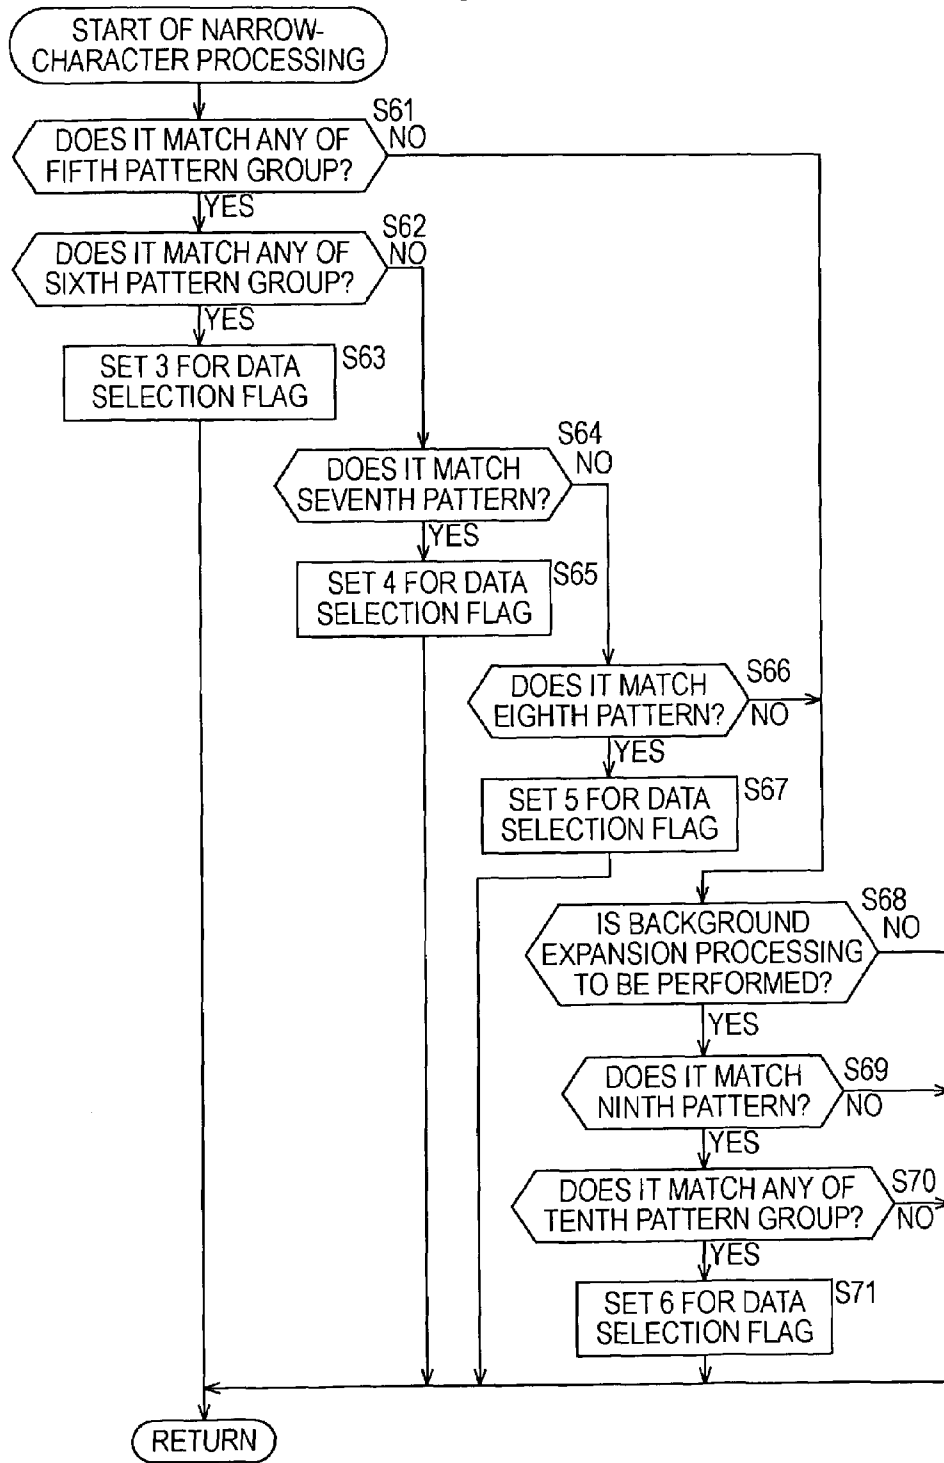 START OF NARROW-
CHARACTER PROCESSING
S61
DOES IT MATCH ANY OF
FIFTH PATTERN GROUP?
NO
YES
S62
DOES IT MATCH ANY OF
SIXTH PATTERN GROUP?
NO
YES
S63
SET 3 FOR DATA
SELECTION FLAG
S64
DOES IT MATCH
SEVENTH PATTERN?
NO
YES
S65
SET 4 FOR DATA
SELECTION FLAG
S66
DOES IT MATCH
EIGHTH PATTERN?
NO
YES
S67
SET 5 FOR DATA
SELECTION FLAG
S68
IS BACKGROUND
EXPANSION PROCESSING
TO BE PERFORMED?
NO
YES
S69
DOES IT MATCH
NINTH PATTERN?
NO
YES
S70
DOES IT MATCH ANY OF
TENTH PATTERN GROUP?
NO
YES
S71
SET 6 FOR DATA
SELECTION FLAG
RETURN